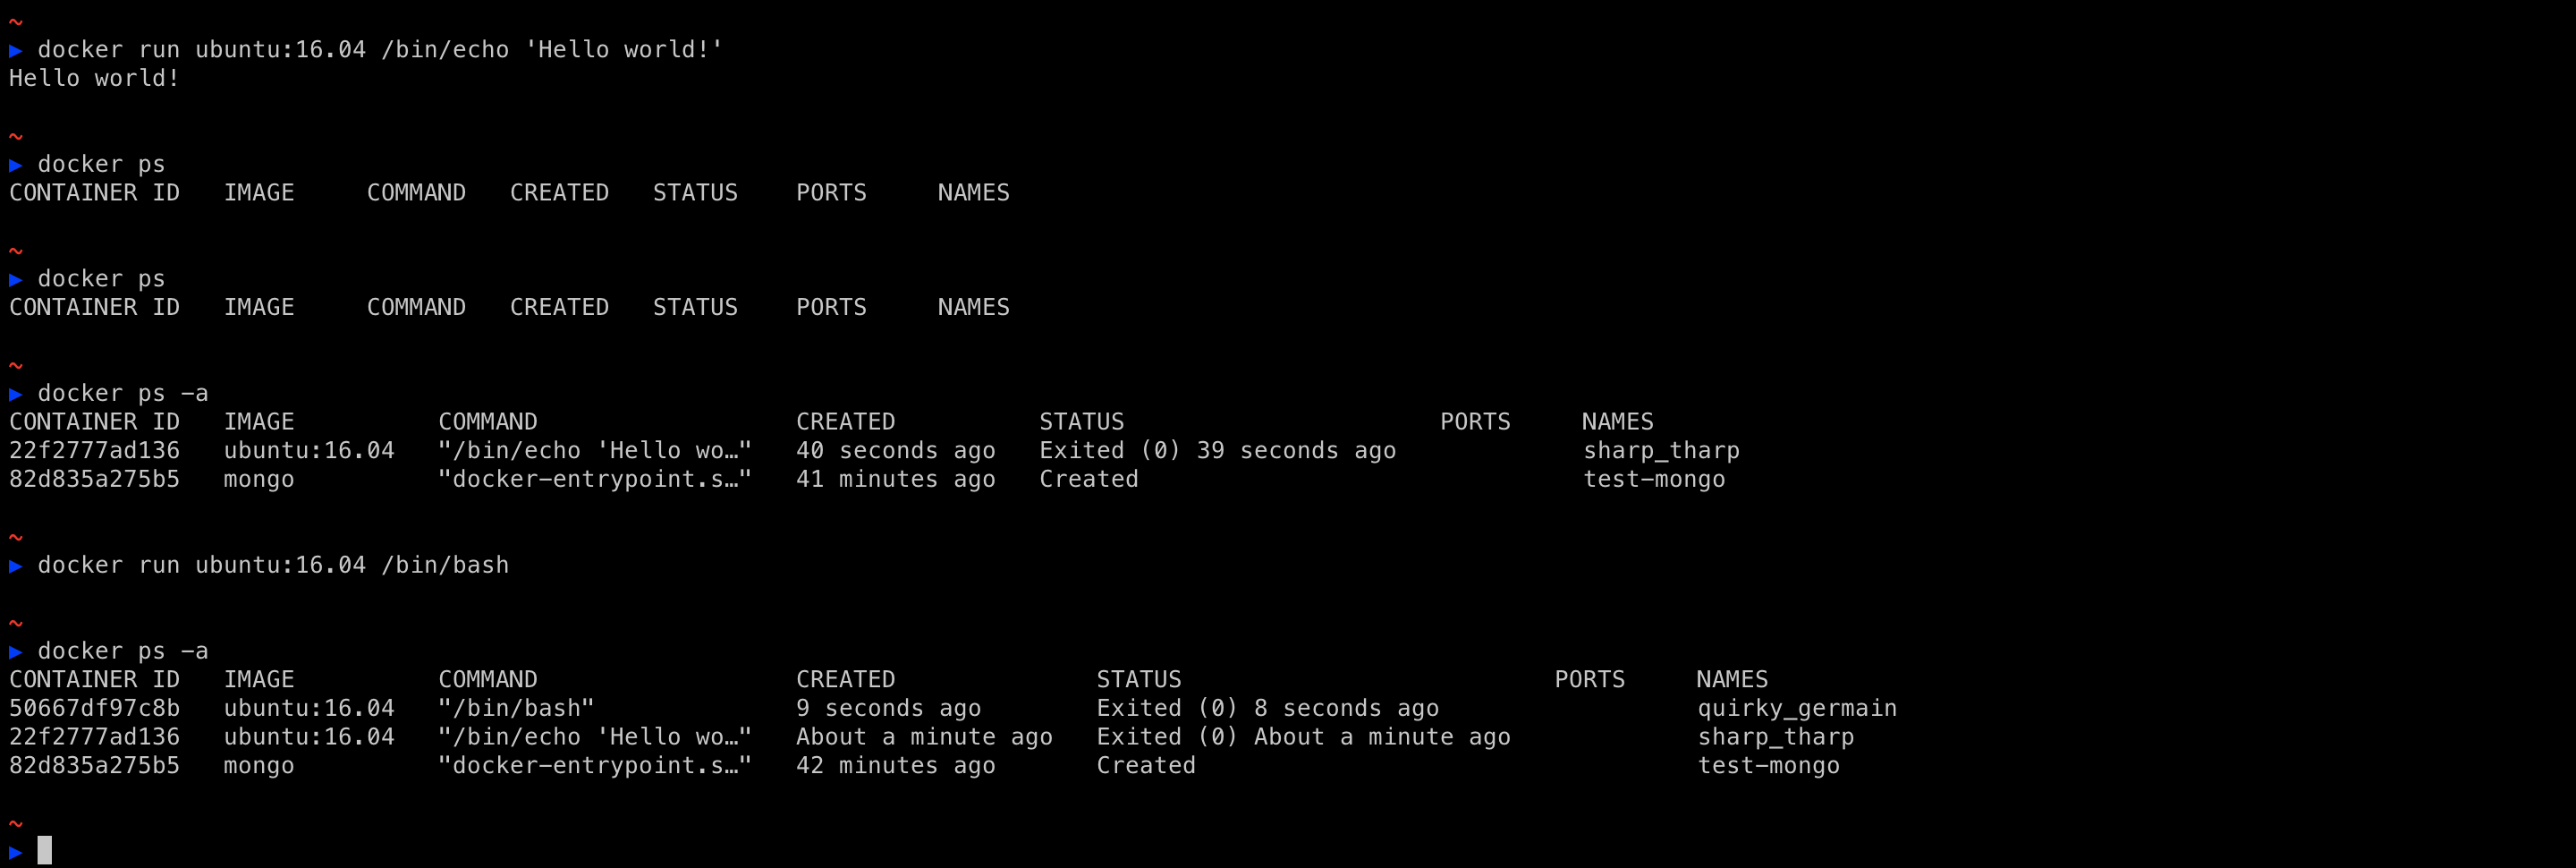 ~
▶ docker run ubuntu:16.04 /bin/echo 'Hello world!'
Hello world!
~
▶ docker ps
CONTAINER ID   IMAGE     COMMAND   CREATED   STATUS    PORTS     NAMES
~
▶ docker ps
CONTAINER ID   IMAGE     COMMAND   CREATED   STATUS    PORTS     NAMES
~
▶ docker ps -a
CONTAINER ID   IMAGE          COMMAND                  CREATED          STATUS                      PORTS     NAMES
22f2777ad136   ubuntu:16.04   "/bin/echo 'Hello wo…"   40 seconds ago   Exited (0) 39 seconds ago             sharp_tharp
82d835a275b5   mongo          "docker-entrypoint.s…"   41 minutes ago   Created                               test-mongo
~
▶ docker run ubuntu:16.04 /bin/bash
~
▶ docker ps -a
CONTAINER ID   IMAGE          COMMAND                  CREATED              STATUS                          PORTS     NAMES
50667df97c8b   ubuntu:16.04   "/bin/bash"              9 seconds ago        Exited (0) 8 seconds ago                  quirky_germain
22f2777ad136   ubuntu:16.04   "/bin/echo 'Hello wo…"   About a minute ago   Exited (0) About a minute ago             sharp_tharp
82d835a275b5   mongo          "docker-entrypoint.s…"   42 minutes ago       Created                                   test-mongo
~
▶